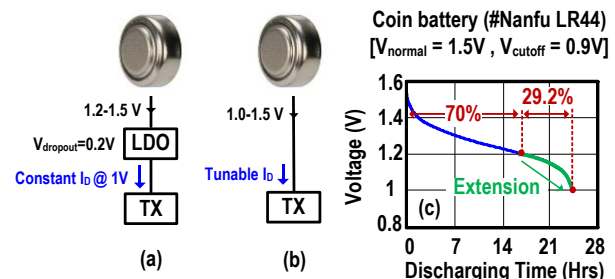 Coin battery (#Nanfu LR44)
[Vnormal = 1.5V , Vcutoff = 0.9V]
(a)
1.2-1.5 V
Vdropout=0.2V
LDO
Constant ID @ 1V
TX
(a)
(b)
1.0-1.5 V
Tunable ID
TX
(b)
Voltage (V)
1.6
1.4
1.2
1
0.8
70%
29.2%
Extension
(c)
0 7 14 21 28
Discharging Time (Hrs)